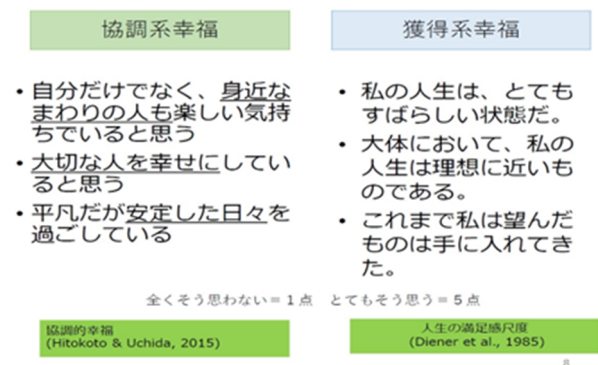 協調系幸福
獲得系幸福
• 自分だけでなく、身近な
まわりの人も楽しい気持
ちでいると思う
• 大切な人を幸せにしてい
ると思う
• 平凡だが安定した日々を
過ごしている
• 私の人生は、とても
すばらしい状態だ。
• 大体において、私の
人生は理想に近いも
のである。
• これまで私は望んだ
ものは手に入れてき
た。
全くそう思わない＝１点　とてもそう思う＝５点
協調的幸福
(Hitokoto & Uchida, 2015)
人生の満足感尺度
(Diener et al., 1985)
8